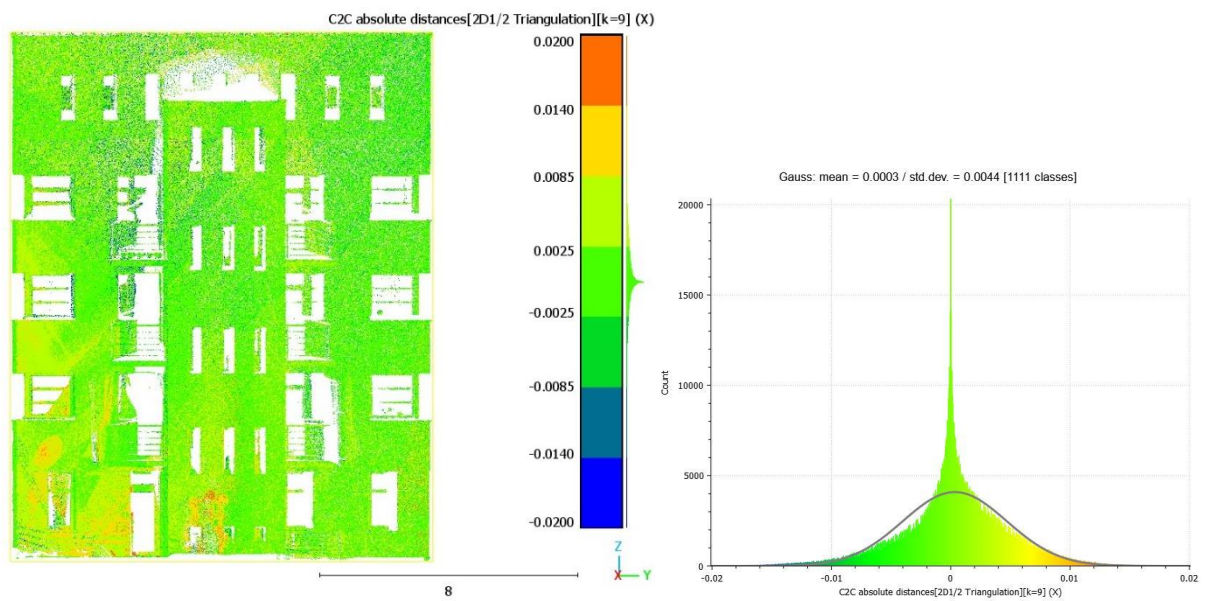 C2C absolute distances[2D1/2 Triangulation][k=9] (X)
0.0200
0.0140
0.0085
0.0025
-0.0025
-0.0085
-0.0140
-0.0200
Z
X Y
8
Gauss: mean = 0.0003 / std.dev. = 0.0044 [1111 classes]
20000
15000
10000
5000
0
Count
-0.02 -0.01 0 0.01 0.02
C2C absolute distances[2D1/2 Triangulation][k=9] (X)